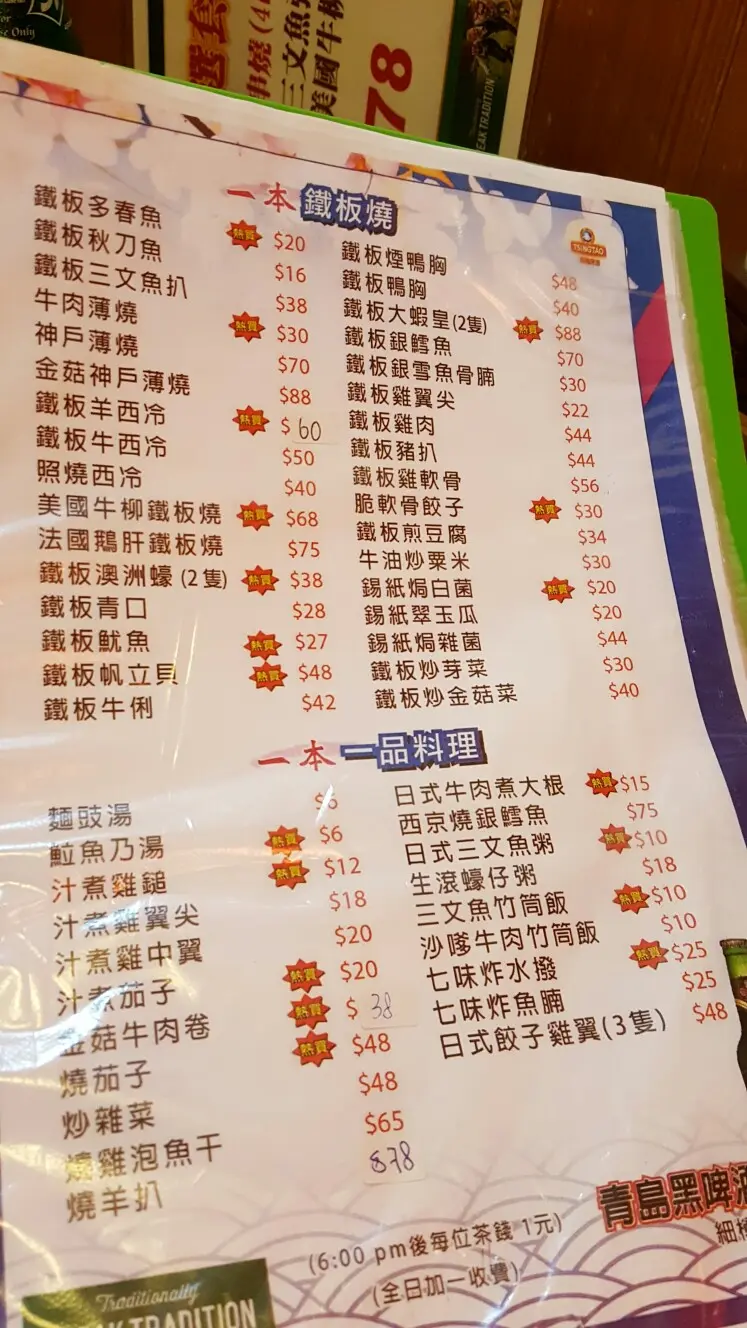 選套
串燒(4
三文魚
美國牛柳
78
EAK TRADITION
一本 鐵板燒
TSINGTAO
鐵板多春魚 熱賣 $20
鐵板秋刀魚 $16
鐵板三文魚扒 $38
牛肉薄燒 熱賣 $30
神戶薄燒 $70
金菇神戶薄燒 $88
鐵板羊西冷 熱賣 $60
鐵板牛西冷 $50
照燒西冷 $40
美國牛柳鐵板燒 熱賣 $68
法國鵝肝鐵板燒 $75
鐵板澳洲蠔(2隻) 熱賣 $38
鐵板青口 $28
鐵板魷魚 熱賣 $27
鐵板帆立貝 熱賣 $48
鐵板牛俐 $42
鐵板煙鴨胸 $48
鐵板鴨胸 $40
鐵板大蝦皇(2隻) 熱賣 $88
鐵板銀鱈魚 $70
鐵板銀雪魚骨腩 $30
鐵板雞翼尖 $22
鐵板雞肉 $44
鐵板豬扒 $44
鐵板雞軟骨 $56
脆軟骨餃子 熱賣 $30
鐵板煎豆腐 $34
牛油炒粟米 $30
錫紙焗白菌 熱賣 $20
錫紙翠玉瓜 $20
錫紙焗雜菌 $44
鐵板炒芽菜 $30
鐵板炒金菇菜 $40
一本 一品料理
麵豉湯 $6
魚乃湯 熱賣 $6
汁煮雞鎚 熱賣 $12
汁煮雞翼尖 $18
汁煮雞中翼 $20
汁煮茄子 熱賣 $20
金菇牛肉卷 熱賣 $38
燒茄子 熱賣 $48
炒雜菜 $48
燒雞泡魚干 $65
燒羊扒 $78
日式牛肉煮大根 熱賣 $15
西京燒銀鱈魚 $75
日式三文魚粥 熱賣 $10
生滾蠔仔粥 $18
三文魚竹筒飯 熱賣 $10
沙嗲牛肉竹筒飯 $10
七味炸水撥 熱賣 $25
七味炸魚腩 $25
日式餃子雞翼(3隻) $48
青島黑啤酒
細
(6:00 pm後每位茶錢 1元)
(全日加一收費)
Traditionally
TRADITION